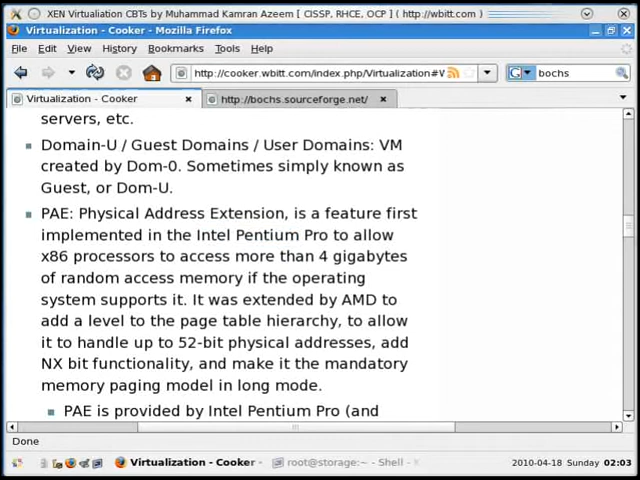 XEN Virtualiation CBTs by Muhammad Kamran Azeem [ CISSP, RHCE, OCP ] ( http://wbitt.com )
Virtualization - Cooker - Mozilla Firefox
File Edit View History Bookmarks Tools Help
http://cooker.wbitt.com/index.php/Virtualization#V
G bochs
Virtualization - Cooker
http://bochs.sourceforge.net/
servers, etc.
Domain-U / Guest Domains / User Domains: VM
created by Dom-0. Sometimes simply known as
Guest, or Dom-U.
PAE: Physical Address Extension, is a feature first
implemented in the Intel Pentium Pro to allow
x86 processors to access more than 4 gigabytes
of random access memory if the operating
system supports it. It was extended by AMD to
add a level to the page table hierarchy, to allow
it to handle up to 52-bit physical addresses, add
NX bit functionality, and make it the mandatory
memory paging model in long mode.
PAE is provided by Intel Pentium Pro (and
Done
Virtualization - Cooker - root@storage:~ - Shell - 2010-04-18 Sunday 02:03